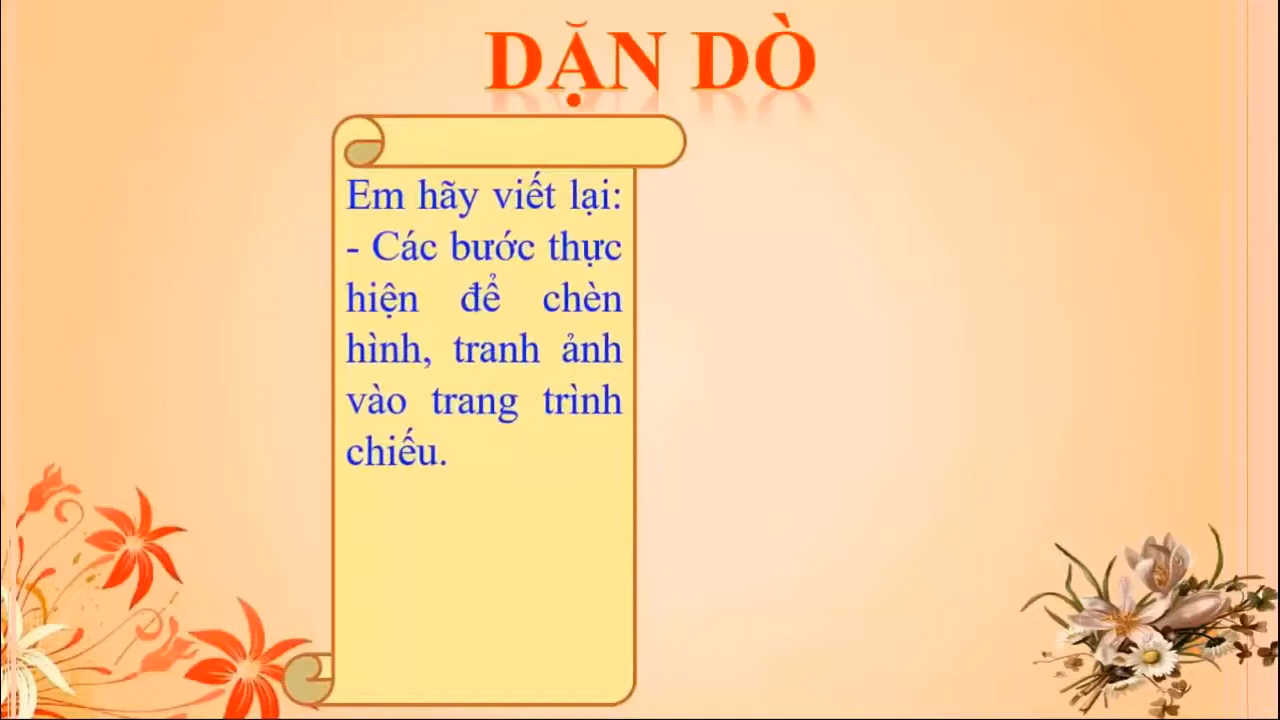 DẶN DÒ
Em hãy viết lại:
- Các bước thực
hiện để chèn
hình, tranh ảnh
vào trang trình
chiếu.